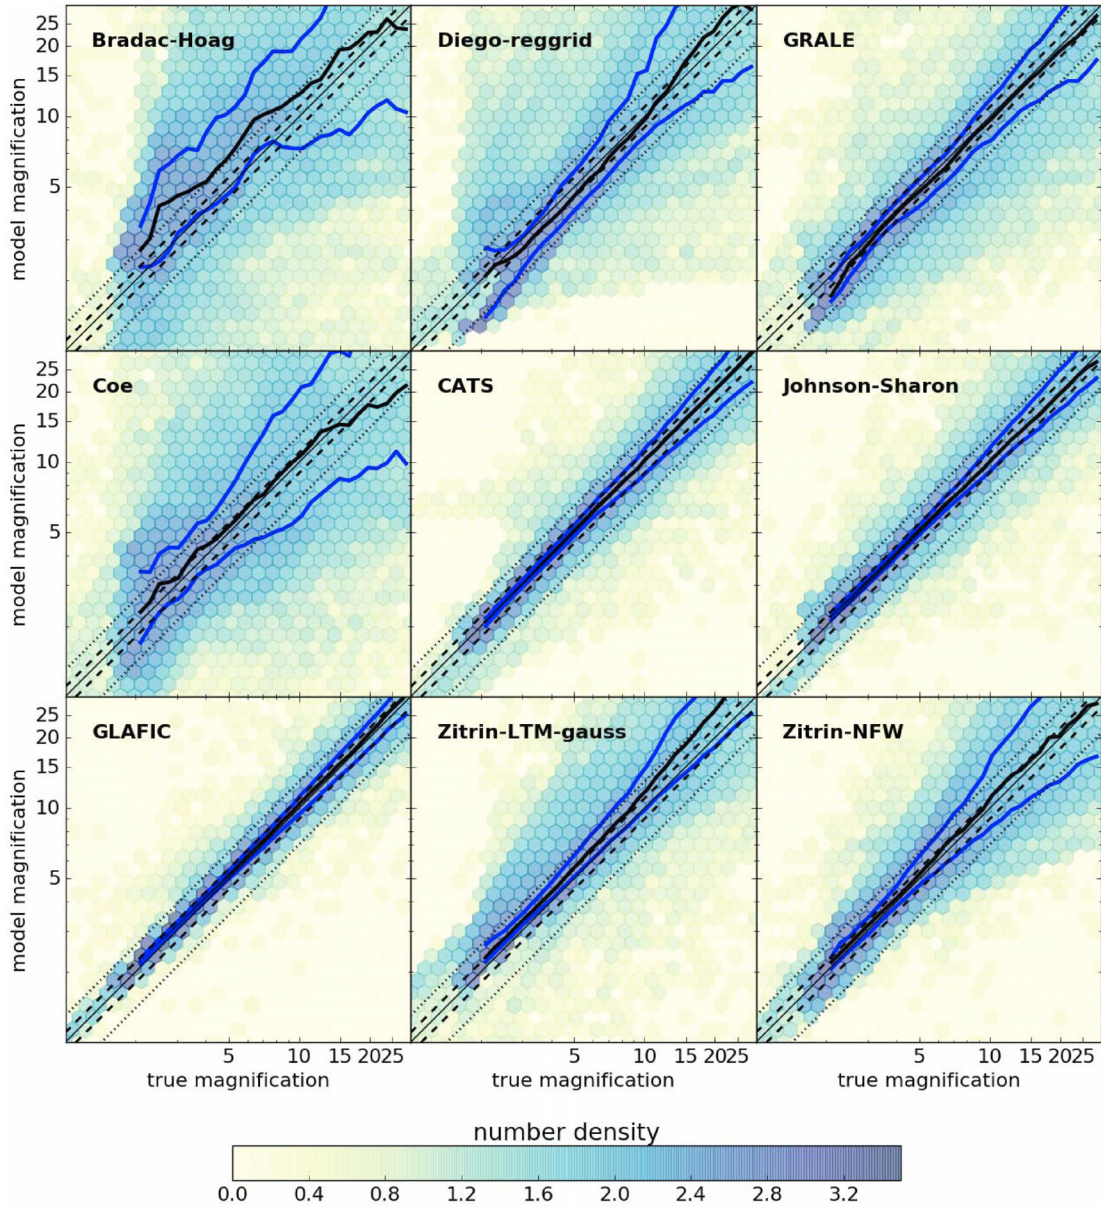 Bradac-Hoag
Diego-reggrid
GRALE
25
20
15
10
5
model magnification
Coe
CATS
Johnson-Sharon
25
20
15
10
5
model magnification
GLAFIC
Zitrin-LTM-gauss
Zitrin-NFW
25
20
15
10
5
model magnification
5 10 15 2025
5 10 15 2025
5 10 15 2025
true magnification
true magnification
true magnification
number density
0.0 0.4 0.8 1.2 1.6 2.0 2.4 2.8 3.2